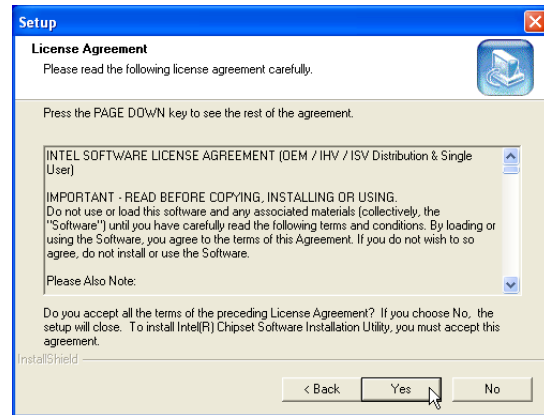 Setup
License Agreement
Please read the following license agreement carefully.
Press the PAGE DOWN key to see the rest of the agreement.
INTEL SOFTWARE LICENSE AGREEMENT (OEM / IHV / ISV Distribution & Single
User)
IMPORTANT - READ BEFORE COPYING, INSTALLING OR USING.
Do not use or load this software and any associated materials (collectively, the
"Software") until you have carefully read the following terms and conditions. By loading or
using the Software, you agree to the terms of this Agreement. If you do not wish to so
agree, do not install or use the Software.
Please Also Note:
Do you accept all the terms of the preceding License Agreement? If you choose No, the
setup will close. To install Intel(R) Chipset Software Installation Utility, you must accept this
agreement.
InstallShield
< Back Yes No